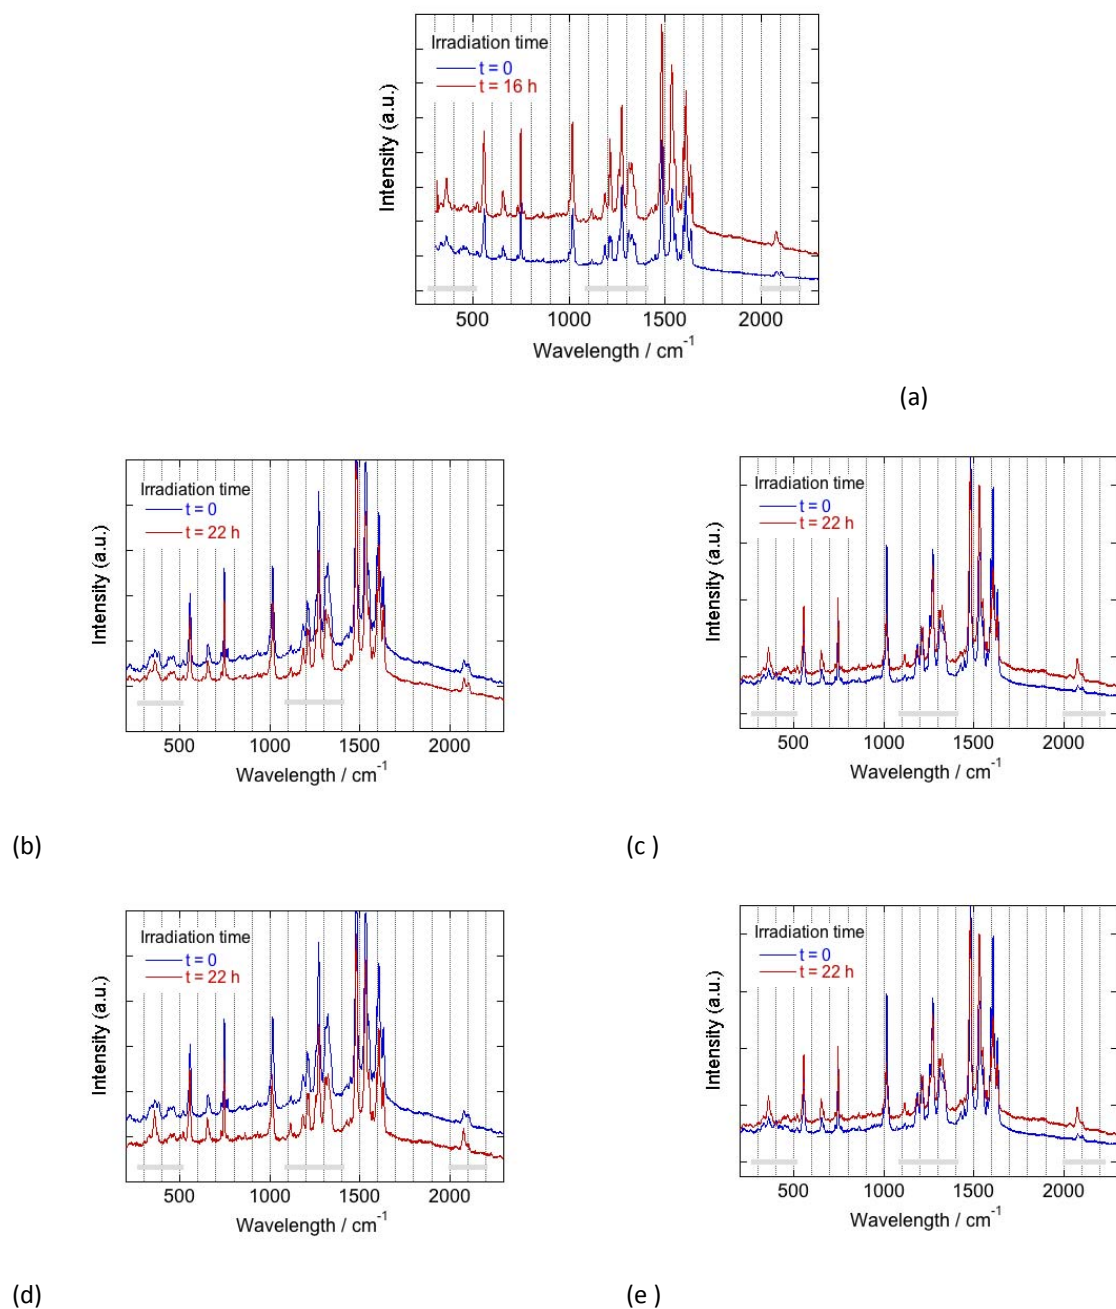 Irradiation time
t = 0
t = 16 h
Intensity (a.u.)
500 1000 1500 2000
Wavelength / cm-1
(a)
Irradiation time
t = 0
t = 22 h
Intensity (a.u.)
500 1000 1500 2000
Wavelength / cm-1
Irradiation time
t = 0
t = 22 h
Intensity (a.u.)
500 1000 1500 2000
Wavelength / cm-1
(b) (c )
Irradiation time
t = 0
t = 22 h
Intensity (a.u.)
500 1000 1500 2000
Wavelength / cm-1
Irradiation time
t = 0
t = 22 h
Intensity (a.u.)
500 1000 1500 2000
Wavelength / cm-1
(d) (e )